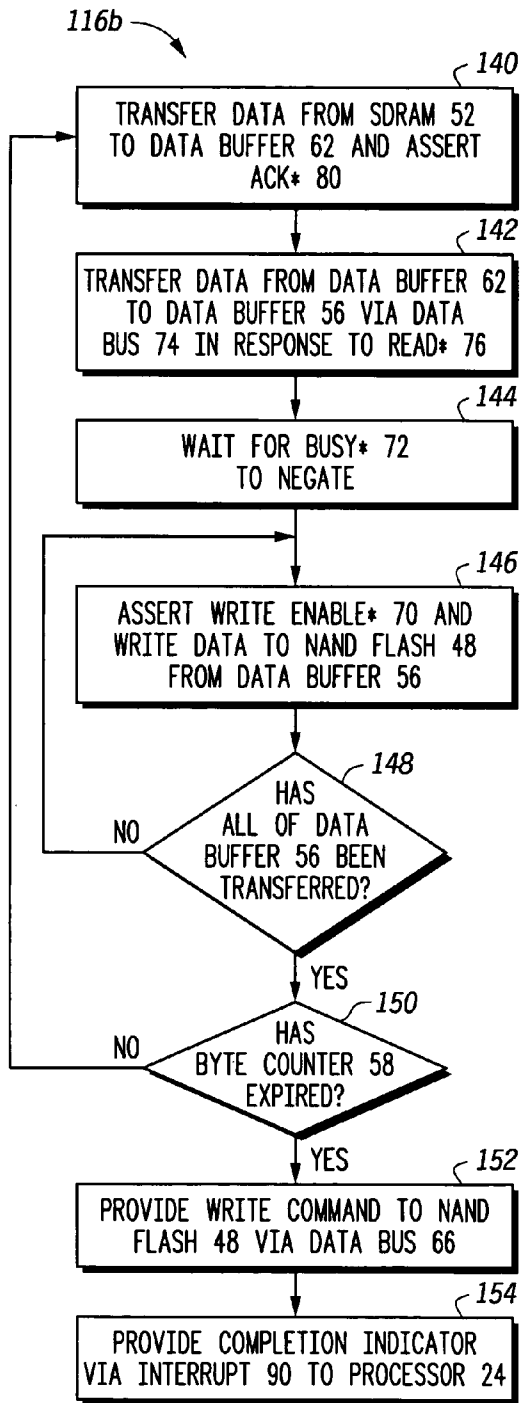 116b
140
TRANSFER DATA FROM SDRAM 52
TO DATA BUFFER 62 AND ASSERT
ACK* 80
142
TRANSFER DATA FROM DATA BUFFER 62
TO DATA BUFFER 56 VIA DATA
BUS 74 IN RESPONSE TO READ* 76
144
WAIT FOR BUSY* 72
TO NEGATE
146
ASSERT WRITE ENABLE* 70 AND
WRITE DATA TO NAND FLASH 48
FROM DATA BUFFER 56
148
HAS
ALL OF DATA
BUFFER 56 BEEN
TRANSFERRED?
NO
YES
150
HAS
BYTE COUNTER 58
EXPIRED?
NO
YES
152
PROVIDE WRITE COMMAND TO NAND
FLASH 48 VIA DATA BUS 66
154
PROVIDE COMPLETION INDICATOR
VIA INTERRUPT 90 TO PROCESSOR 24